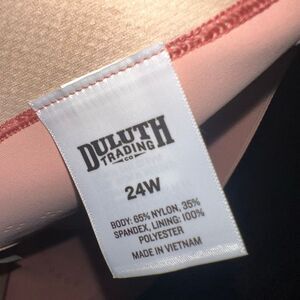 DULUTH
TRADING
CO
24W
BODY: 65% NYLON, 35%
SPANDEX, LINING: 100%
POLYESTER
MADE IN VIETNAM